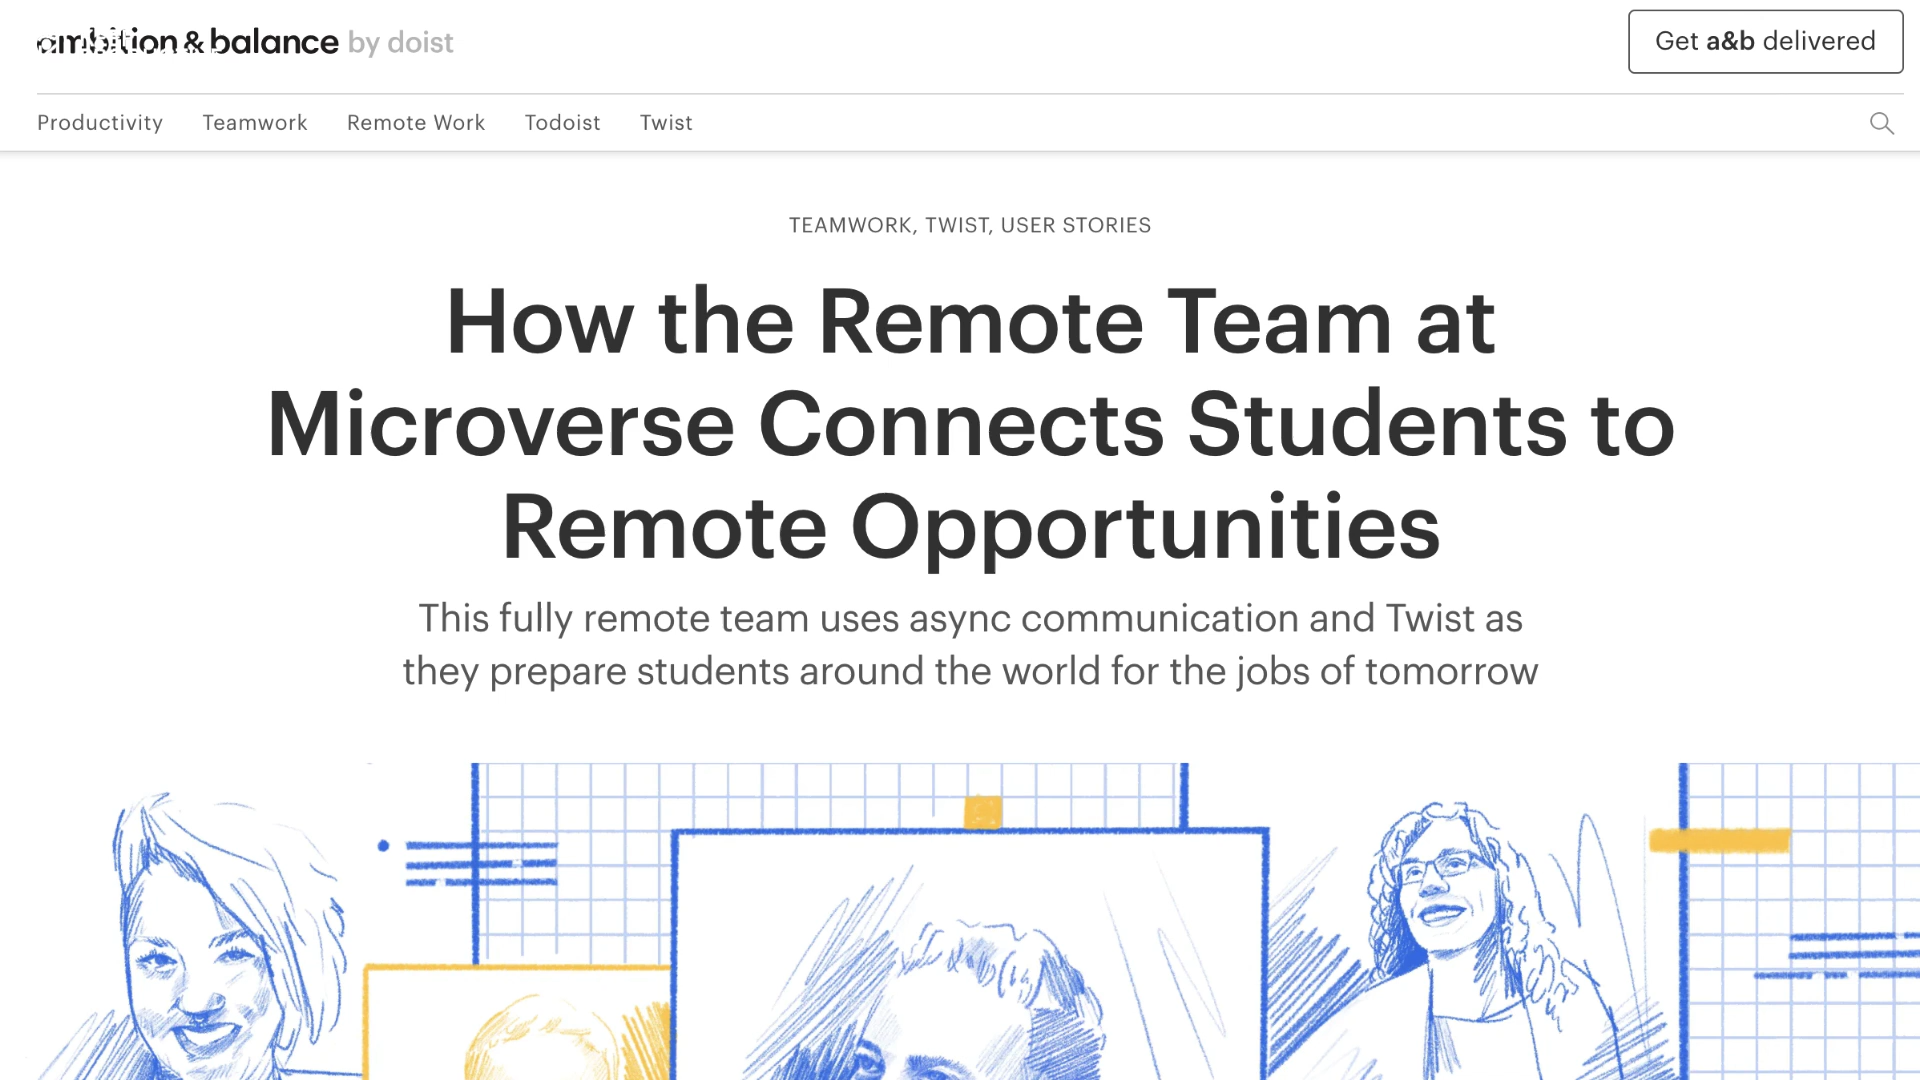 ambition & balance by doist
Get a&b delivered
Productivity Teamwork Remote Work Todoist Twist
TEAMWORK, TWIST, USER STORIES
How the Remote Team at
Microverse Connects Students to
Remote Opportunities
This fully remote team uses async communication and Twist as
they prepare students around the world for the jobs of tomorrow